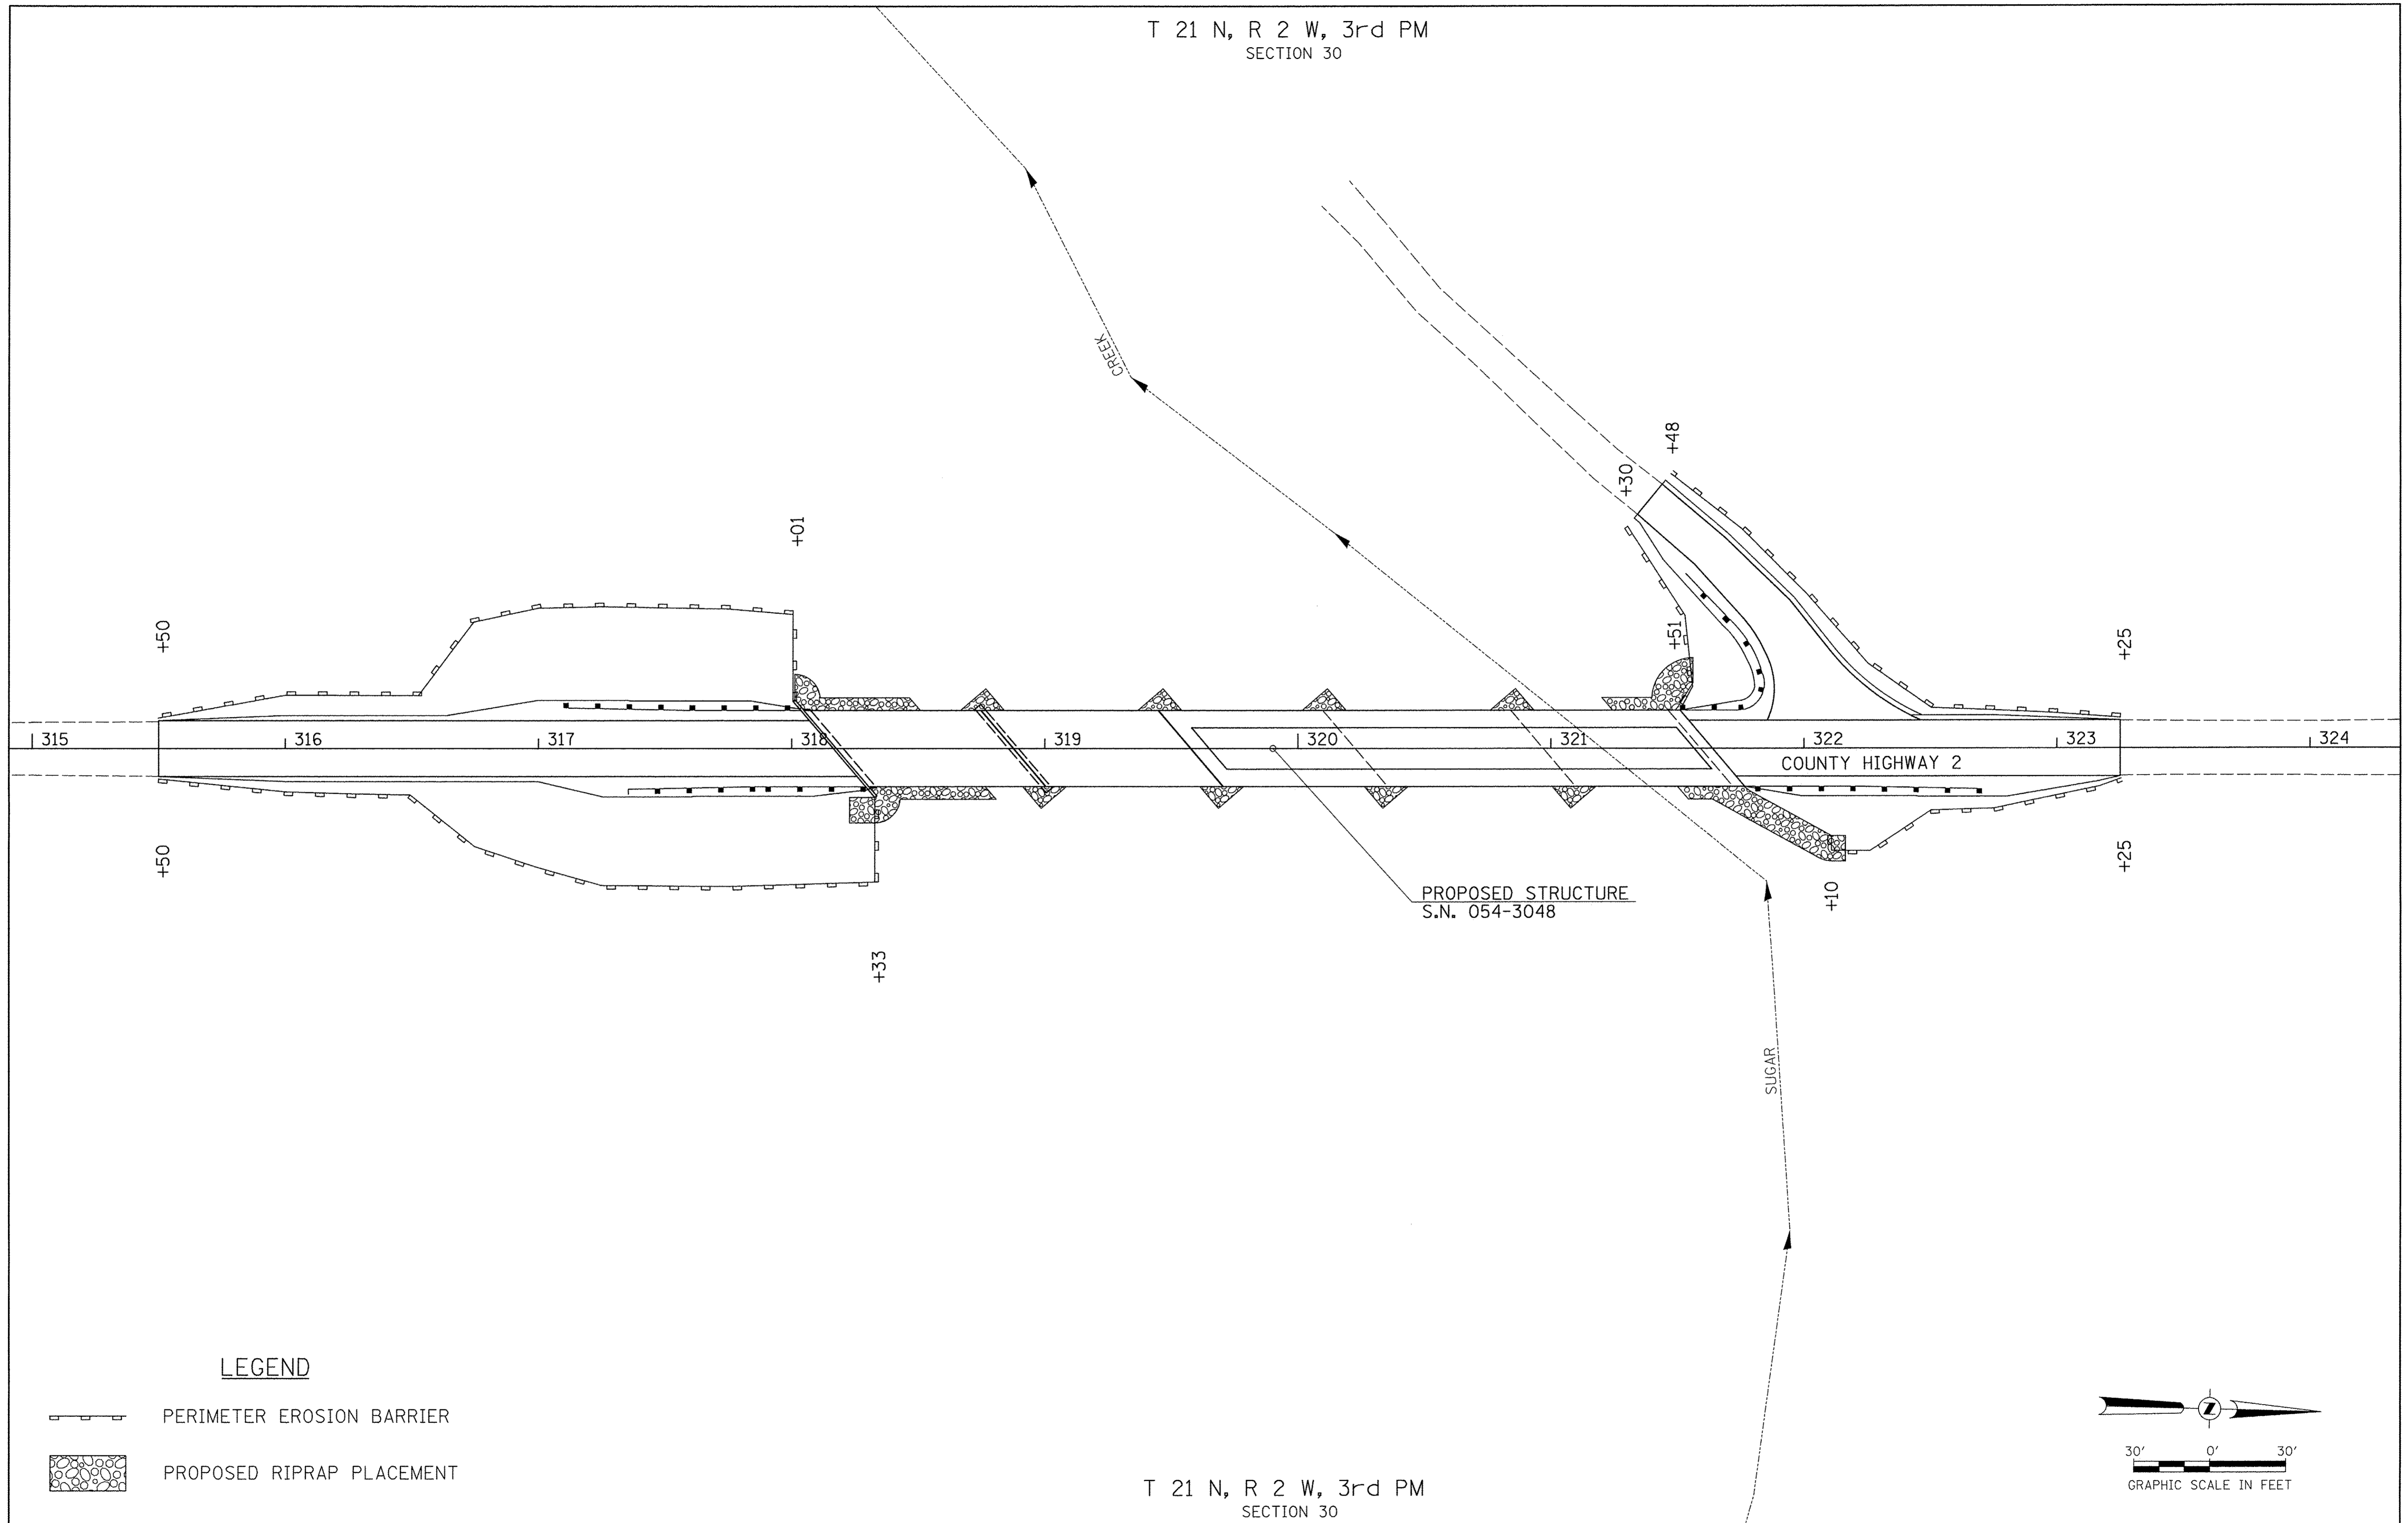 T 21 N, R 2 W, 3rd PM
SECTION 30
CREEK
+48
+30
+01
+50
+51
+25
315
316
317
318
319
320
321
322
323
324
COUNTY HIGHWAY 2
+50
+25
PROPOSED STRUCTURE
S.N. 054-3048
+10
+33
SUGAR
LEGEND
PERIMETER EROSION BARRIER
PROPOSED RIPRAP PLACEMENT
T 21 N, R 2 W, 3rd PM
SECTION 30
Z
30' 0' 30'
GRAPHIC SCALE IN FEET